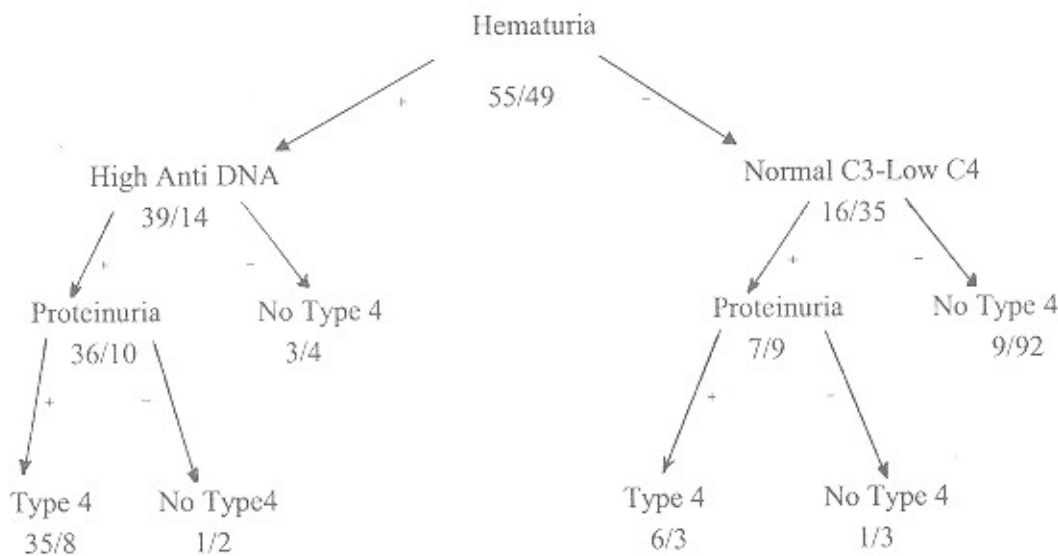 Hematuria
+ 55/49 -
High Anti DNA Normal C3-Low C4
39/14 16/35
+ - + -
Proteinuria No Type 4 Proteinuria No Type 4
36/10 3/4 7/9 9/92
+ - + -
Type 4 No Type4 Type 4 No Type 4
35/8 1/2 6/3 1/3